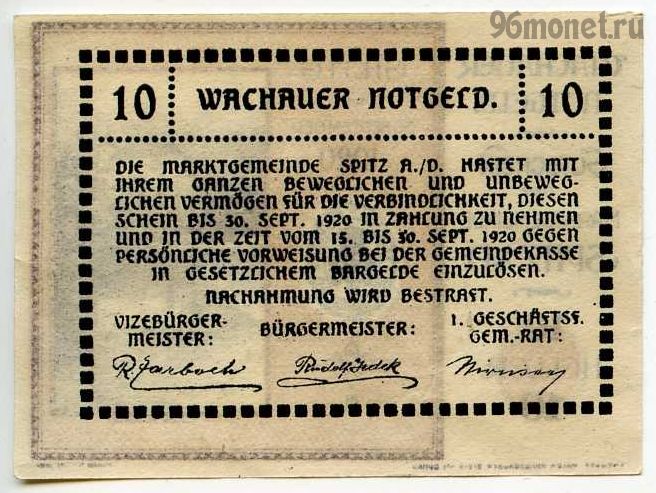 96monet.ru
10 WACHAUER NOTGELD. 10
DIE MARKTGEMEINDE SPITZ A./D. HAFTET MIT
IHREM GANZEN BEWEGLICHEN UND UNBEWEG-
LICHEN VERMÖGEN FÜR DIE VERBINDLICHKEIT, DIESEN
SCHEIN BIS 30. SEPT. 1920 IN ZAHLUNG ZU NEHMEN
UND IN DER ZEIT VOM 15. BIS 30. SEPT. 1920 GEGEN
PERSÖNLICHE VORWEISUNG BEI DER GEMEINDEKASSE
IN GESETZLICHEM BARGELDE EINZULÖSEN.
NACHAHMUNG WIRD BESTRAFT.
VIZEBÜRGER-
MEISTER:
BÜRGERMEISTER:
1. GESCHÄFTSF.
GEM.-RAT: